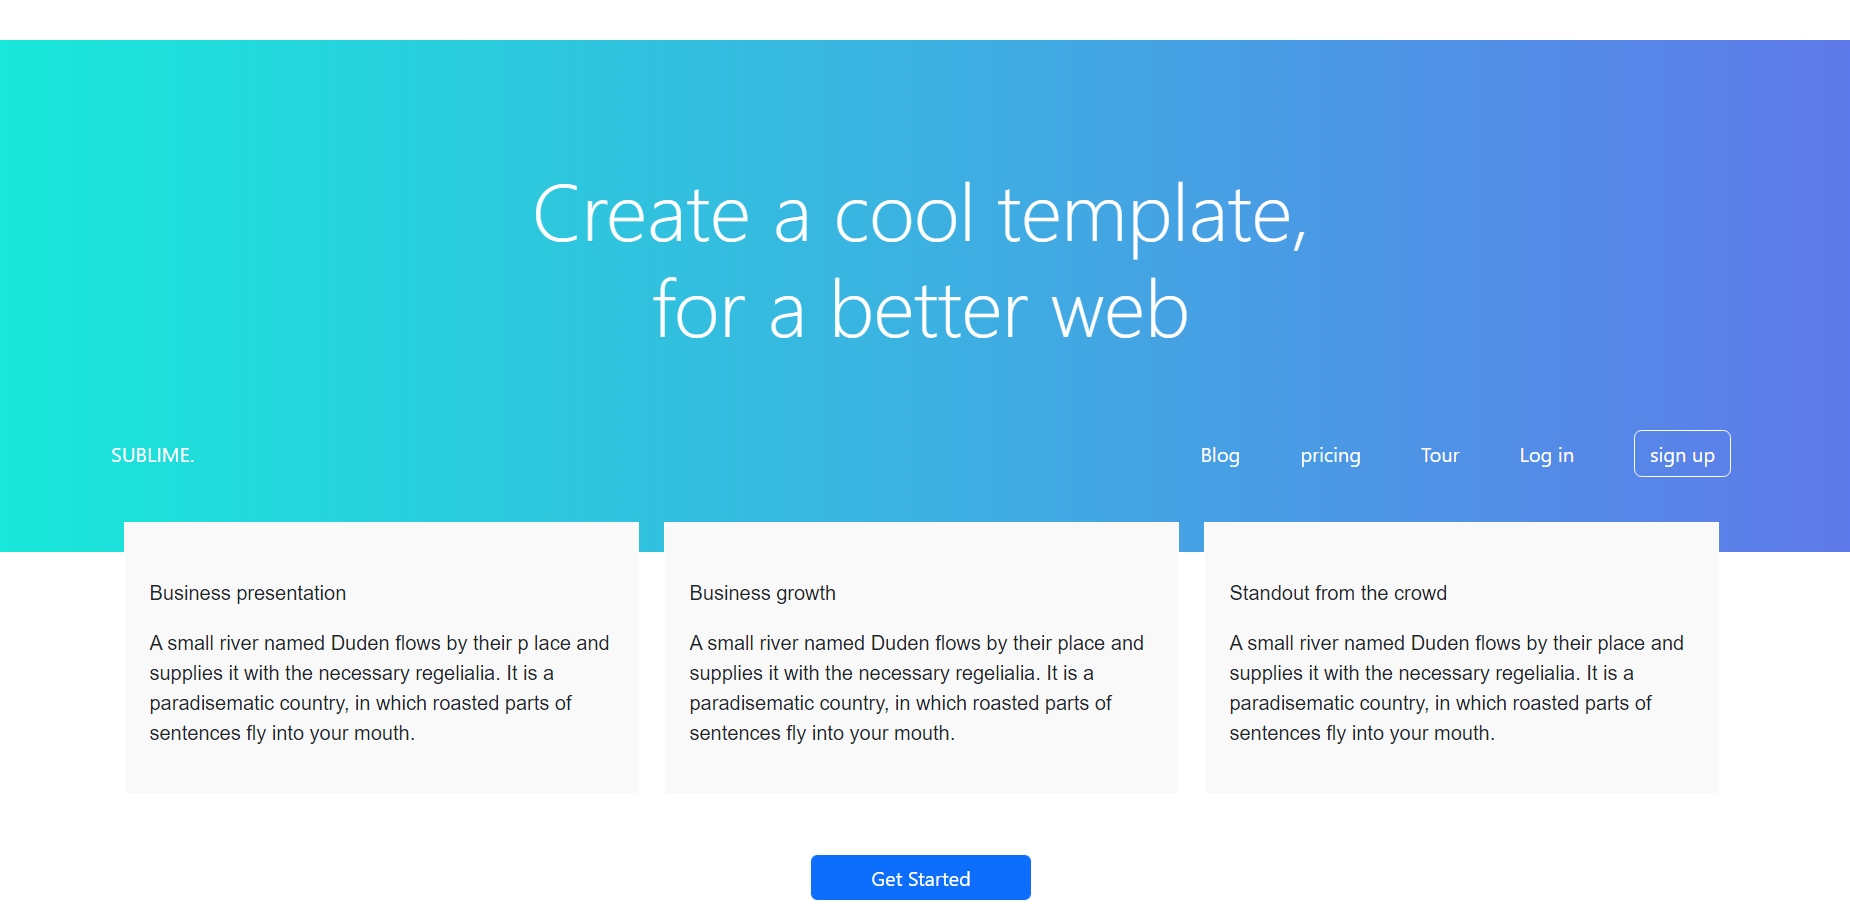 Create a cool template,
for a better web
SUBLIME.
Blog
pricing
Tour
Log in
sign up
Business presentation
A small river named Duden flows by their p lace and
supplies it with the necessary regelialia. It is a
paradisematic country, in which roasted parts of
sentences fly into your mouth.
Business growth
A small river named Duden flows by their place and
supplies it with the necessary regelialia. It is a
paradisematic country, in which roasted parts of
sentences fly into your mouth.
Standout from the crowd
A small river named Duden flows by their place and
supplies it with the necessary regelialia. It is a
paradisematic country, in which roasted parts of
sentences fly into your mouth.
Get Started